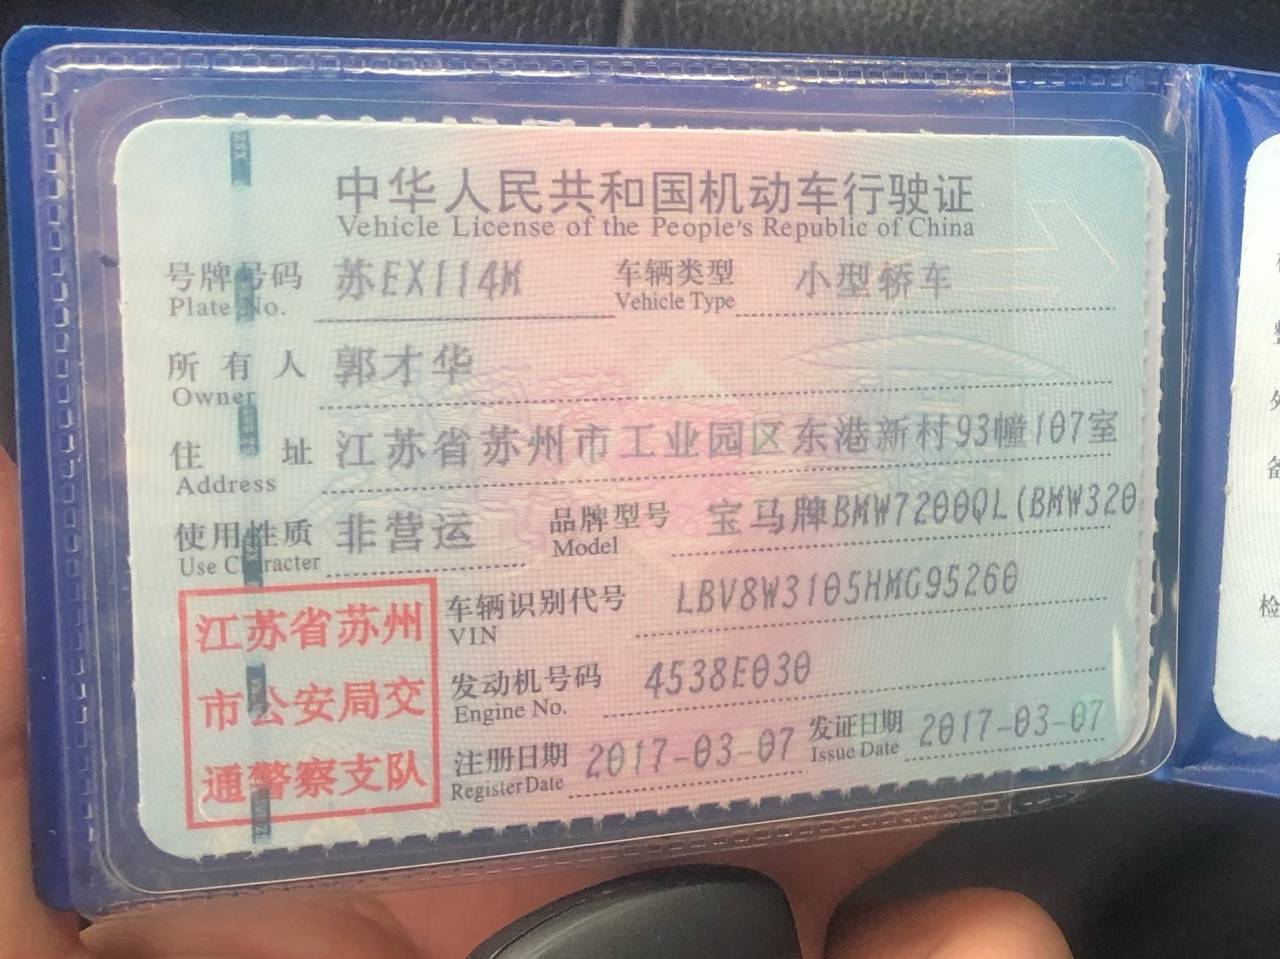 中华人民共和国机动车行驶证
Vehicle License of the People's Republic of China
号牌号码 苏EX114M 车辆类型 小型轿车
Plate No. Vehicle Type
所有人 郭才华
Owner
住址 江苏省苏州市工业园区东港新村93幢107室
Address
使用性质 非营运 品牌型号 宝马牌BMW7200QL(BMW320
Use Character Model
车辆识别代号 LBV8W3105HMG95260
VIN
发动机号码 4538E030
Engine No.
注册日期 2017-03-07 发证日期 2017-03-07
Register Date Issue Date
江苏省苏州
市公安局交
通警察支队
检